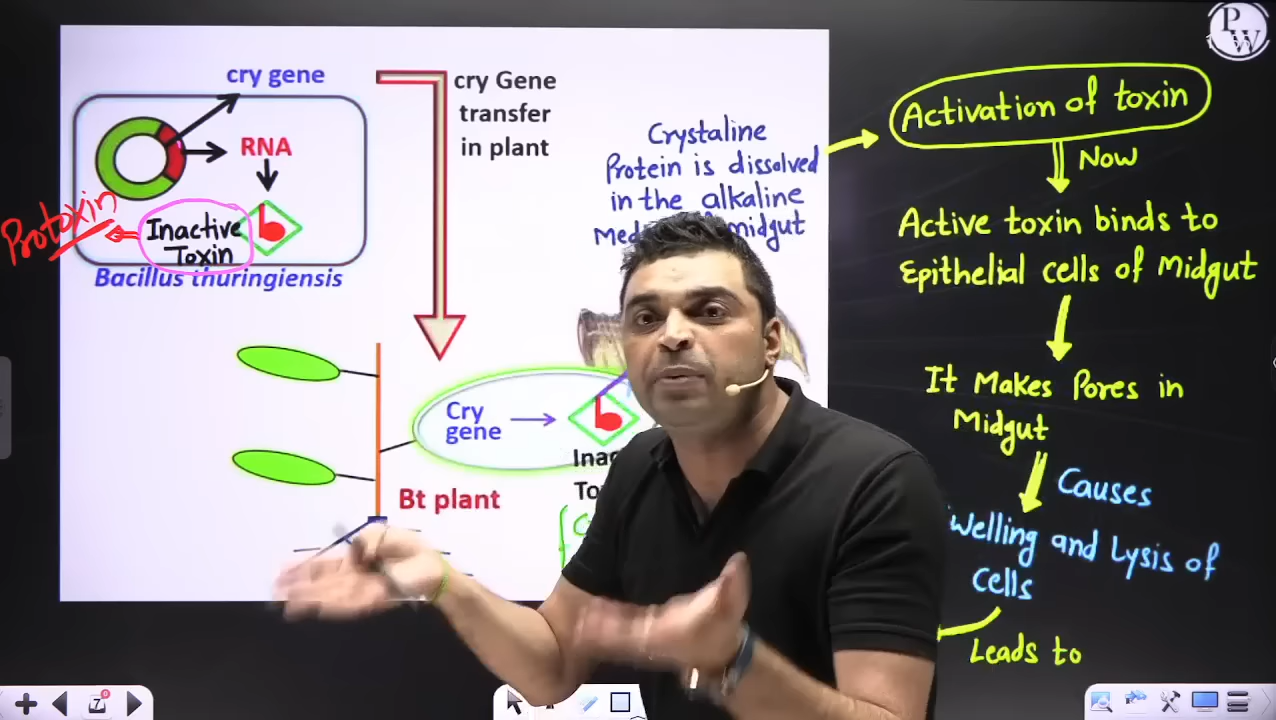 PW
cry gene
RNA
Protoxin
Inactive
Toxin
Bacillus thuringiensis
cry Gene
transfer
in plant
Crystaline
Protein is dissolved
in the alkaline
midgut
Cry
gene
Bt plant
Activation of toxin
Now
Active toxin binds to
Epithelial cells of Midgut
It Makes Pores in
Midgut
Causes
welling and Lysis of
Cells
Leads to
7